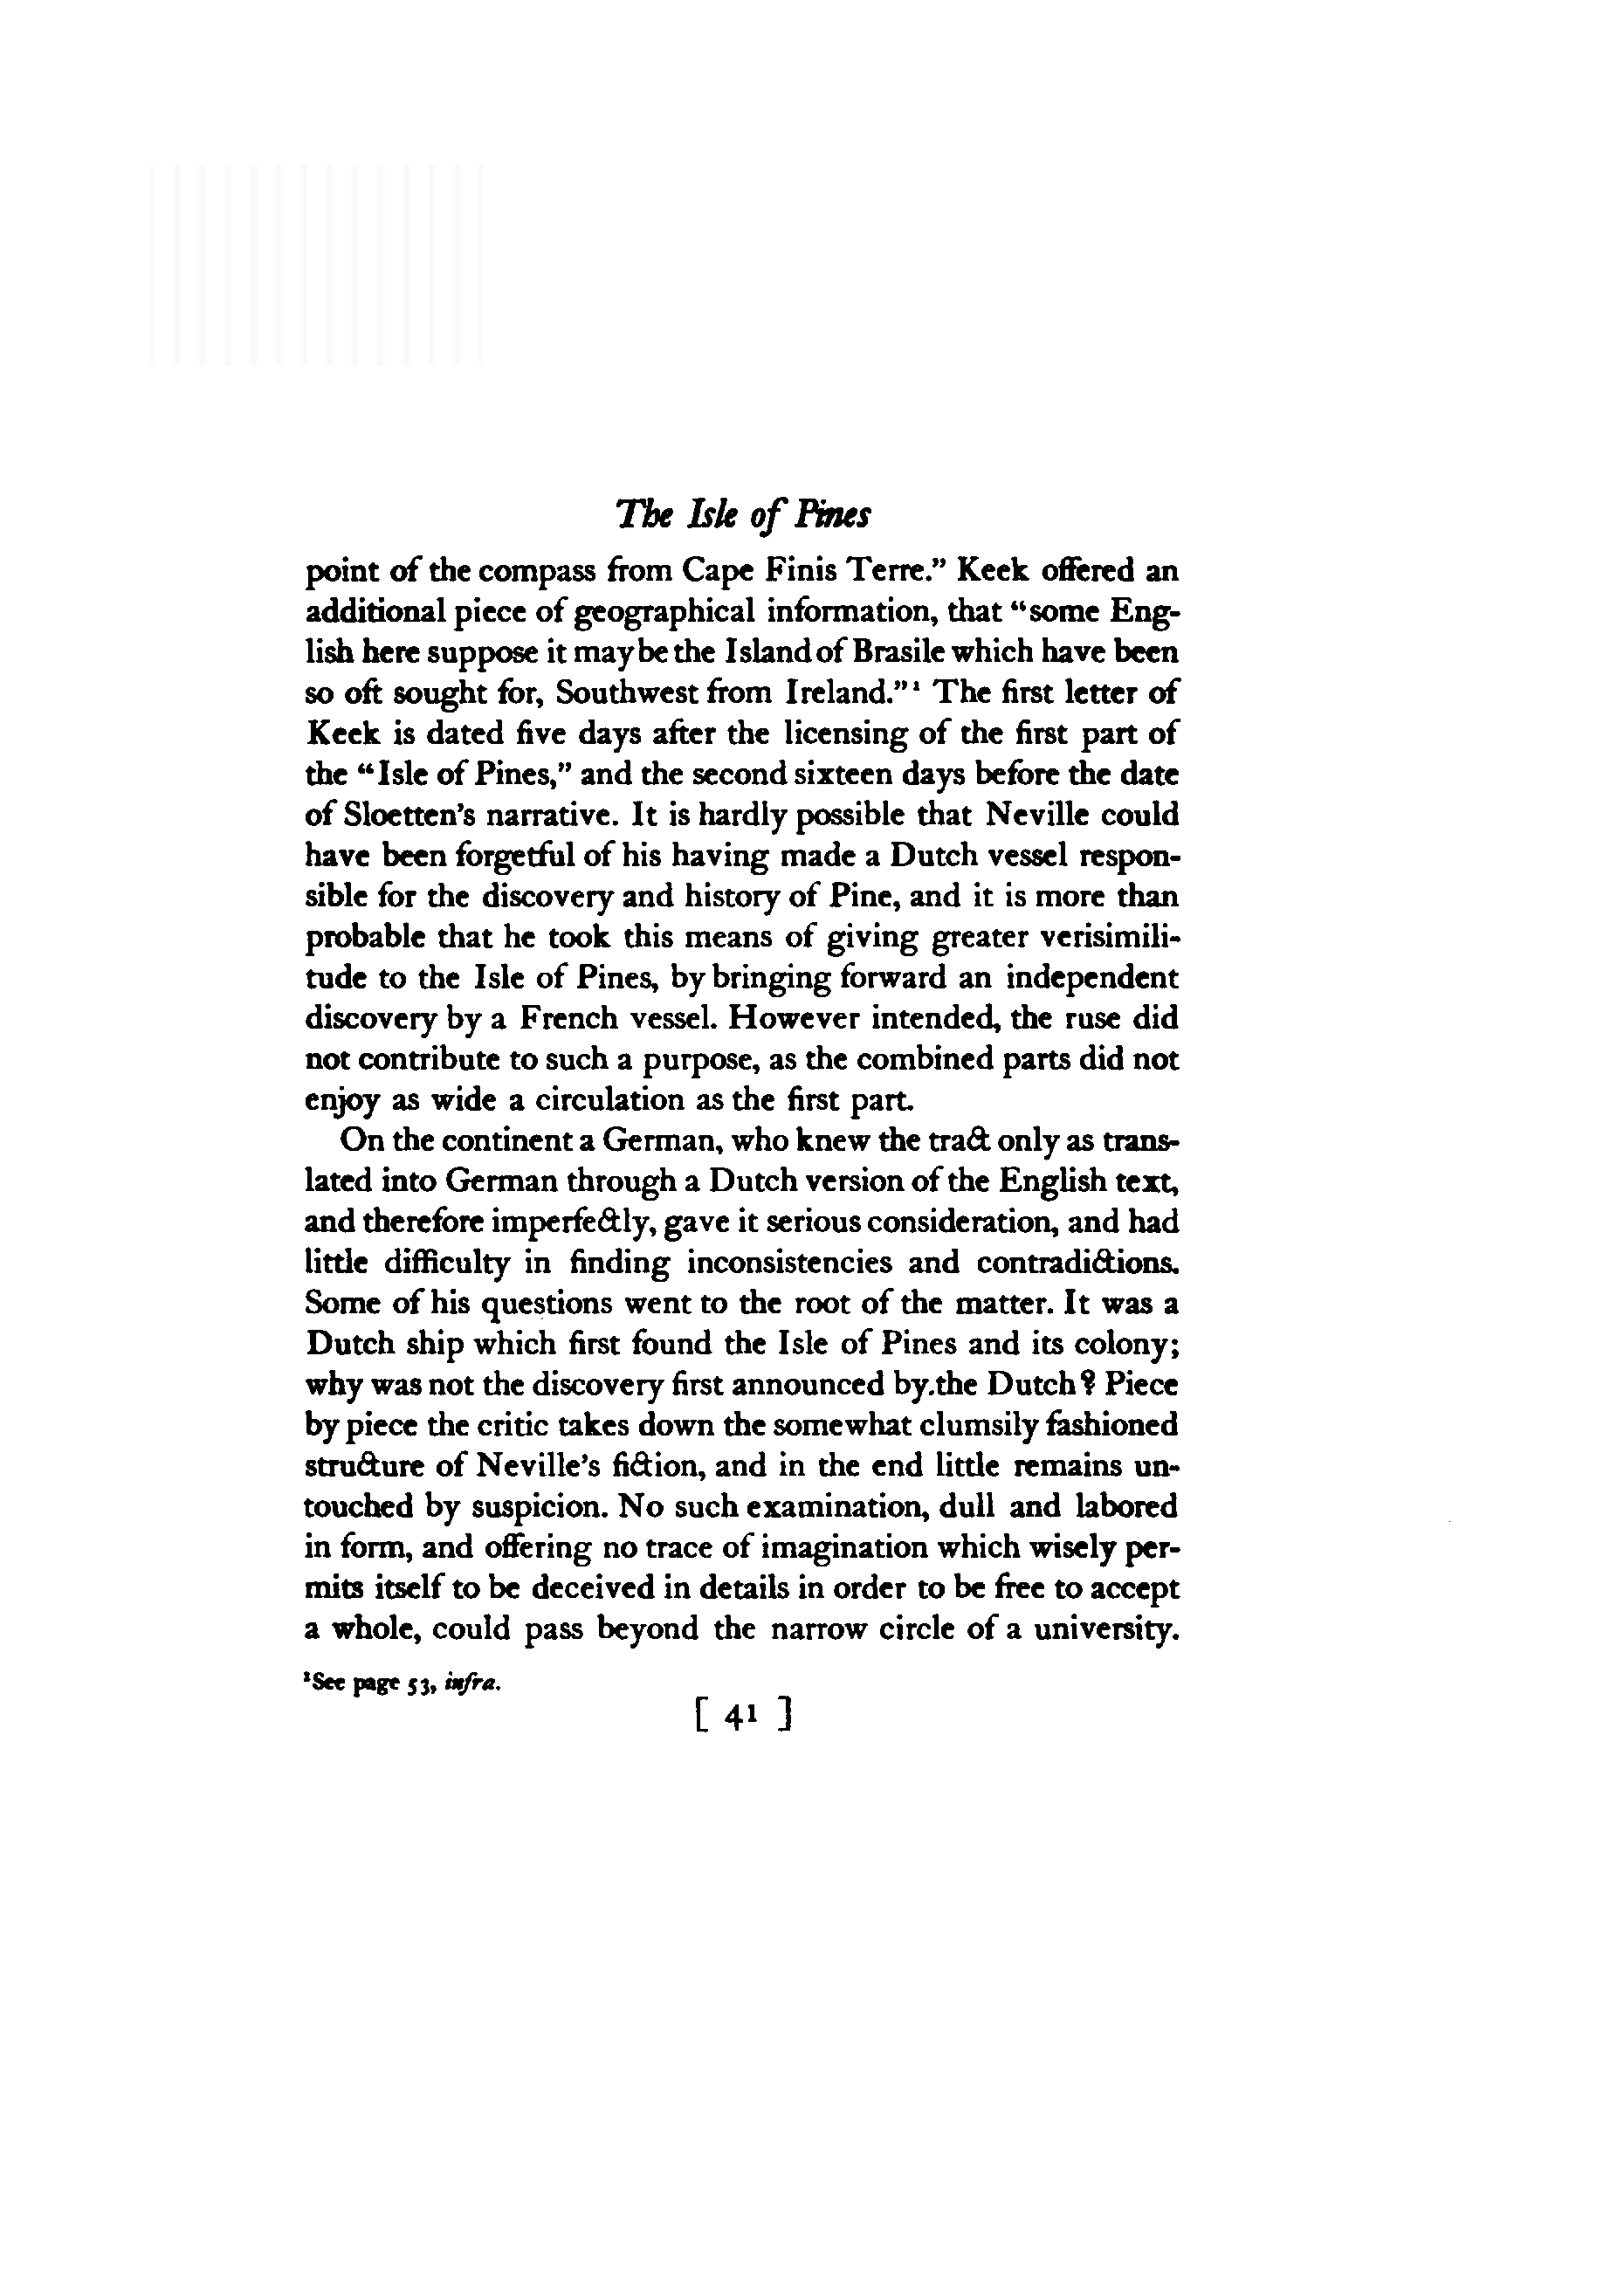 The Isle of Pines
point of the compass from Cape Finis Terre.” Keek offered an
additional piece of geographical information, that “some Eng-
lish here suppose it may be the Island of Brasile which have been
so oft sought for, Southwest from Ireland.”¹ The first letter of
Keek is dated five days after the licensing of the first part of
the “Isle of Pines,” and the second sixteen days before the date
of Sloetten’s narrative. It is hardly possible that Neville could
have been forgetful of his having made a Dutch vessel respon-
sible for the discovery and history of Pine, and it is more than
probable that he took this means of giving greater verisimili-
tude to the Isle of Pines, by bringing forward an independent
discovery by a French vessel. However intended, the ruse did
not contribute to such a purpose, as the combined parts did not
enjoy as wide a circulation as the first part.
On the continent a German, who knew the tract only as trans-
lated into German through a Dutch version of the English text,
and therefore imperfectly, gave it serious consideration, and had
little difficulty in finding inconsistencies and contradictions.
Some of his questions went to the root of the matter. It was a
Dutch ship which first found the Isle of Pines and its colony;
why was not the discovery first announced by.the Dutch? Piece
by piece the critic takes down the somewhat clumsily fashioned
structure of Neville’s fiction, and in the end little remains un-
touched by suspicion. No such examination, dull and labored
in form, and offering no trace of imagination which wisely per-
mits itself to be deceived in details in order to be free to accept
a whole, could pass beyond the narrow circle of a university.
¹See page 53, infra.
[ 41 ]